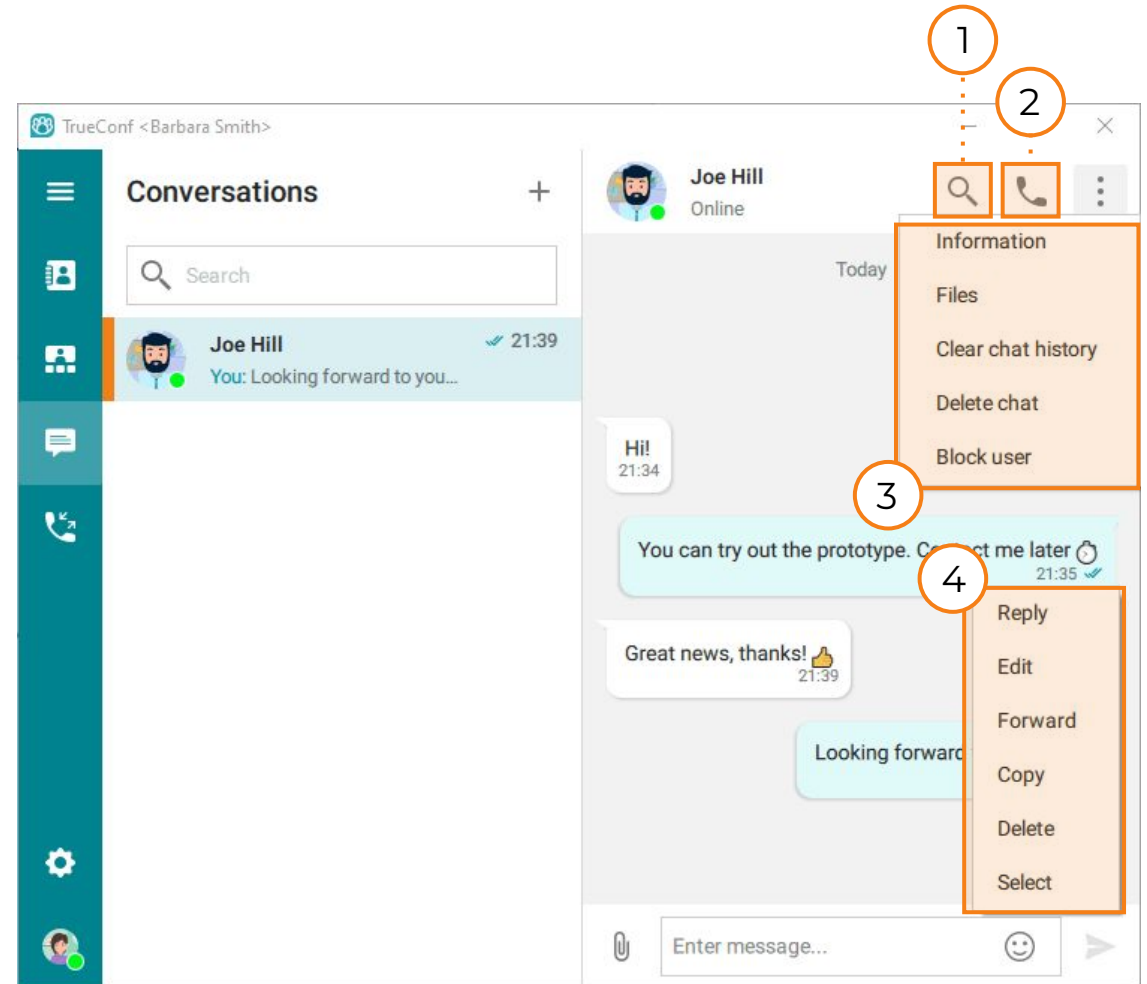 1
2
TrueConf <Barbara Smith>
Conversations
Search
Joe Hill
21:39
You: Looking forward to you...
Joe Hill
Online
Information
Files
Clear chat history
Delete chat
Block user
3
Today
Hi!
21:34
You can try out the prototype. me later
21:35
4
Great news, thanks!
21:39
Looking forward
Reply
Edit
Forward
Copy
Delete
Select
Enter message...